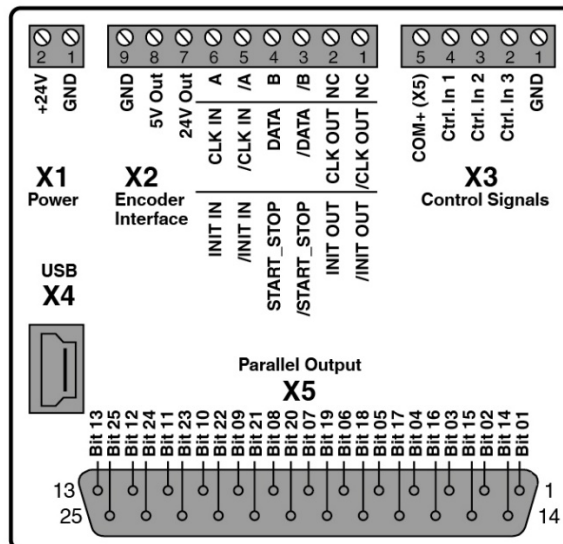 2 1
9 8 7 6 5 4 3 2 1
5 4 3 2 1
+24V
GND
GND
5V Out
24V Out
A
/A
B
/B
NC
NC
COM+ (X5)
Ctrl. In 1
Ctrl. In 2
Ctrl. In 3
GND
CLK IN
/CLK IN
DATA
/DATA
CLK OUT
/CLK OUT
INIT IN
/INIT IN
START_STOP
/START_STOP
INIT OUT
/INIT OUT
X1
Power
X2
Encoder
Interface
X3
Control Signals
USB
X4
Parallel Output
X5
Bit 13
Bit 25
Bit 12
Bit 24
Bit 11
Bit 23
Bit 10
Bit 22
Bit 09
Bit 21
Bit 08
Bit 20
Bit 07
Bit 19
Bit 06
Bit 18
Bit 05
Bit 17
Bit 04
Bit 16
Bit 03
Bit 15
Bit 02
Bit 14
Bit 01
13 1
25 14